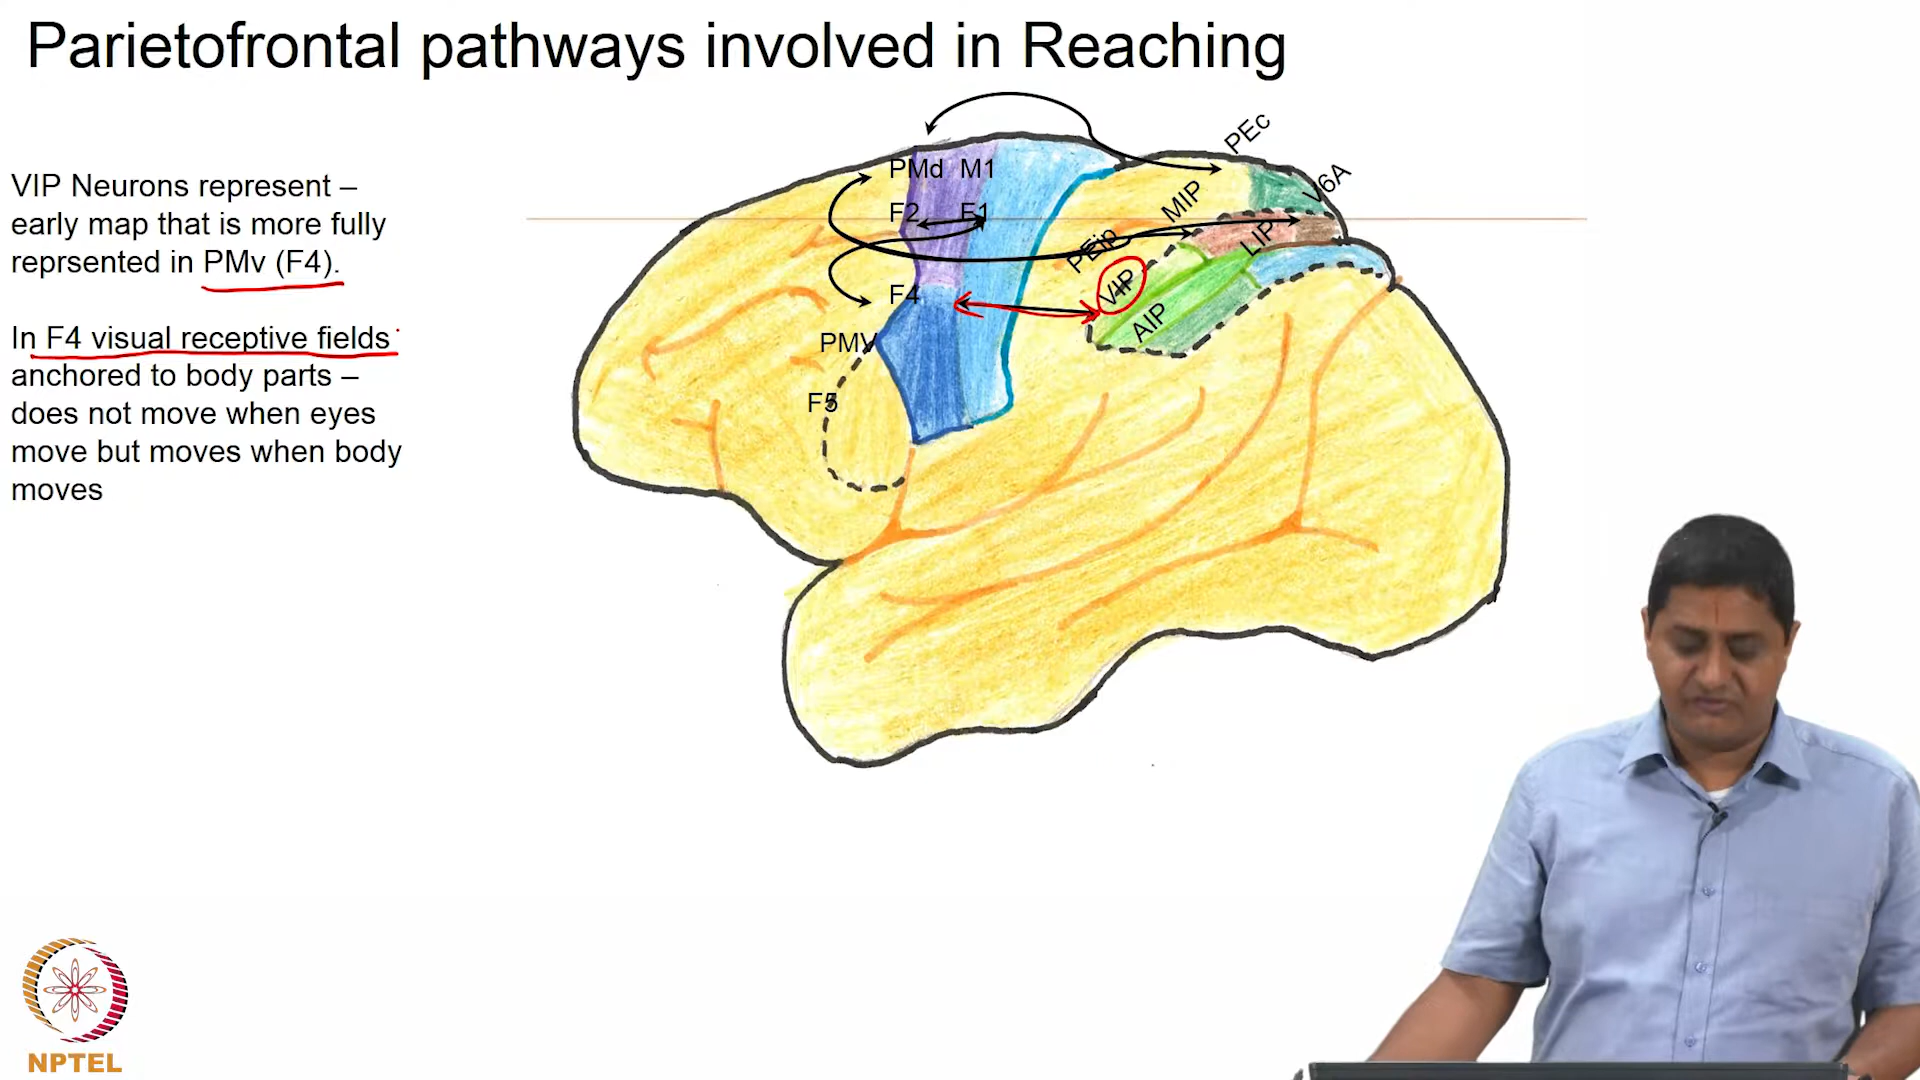 Parietofrontal pathways involved in Reaching
VIP Neurons represent –
early map that is more fully
reprsented in PMv (F4).
In F4 visual receptive fields
anchored to body parts –
does not move when eyes
move but moves when body
moves
PMd M1
F2 F1
F4
PMV
F5
PEc
V6A
MIP
LIP
PEip
VIP
AIP
NPTEL